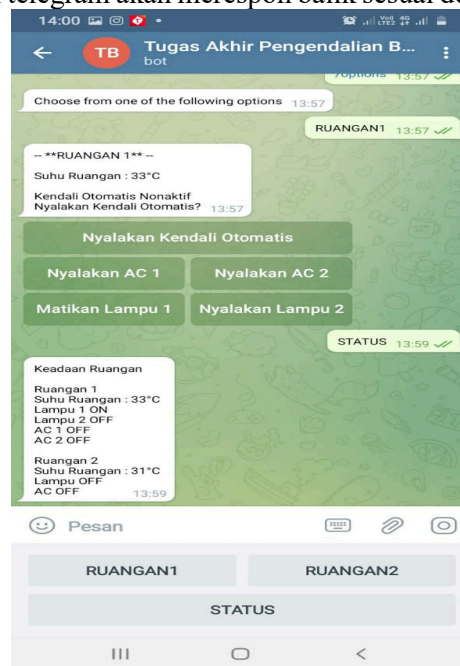 telegram akan merespon balik sesuai
14:00
TB Tugas Akhir Pengendalian B...
bot
/options 13:57
Choose from one of the following options 13:57
RUANGAN1 13:57
-- **RUANGAN 1** --
Suhu Ruangan : 33°C
Kendali Otomatis Nonaktif
Nyalakan Kendali Otomatis? 13:57
Nyalakan Kendali Otomatis
Nyalakan AC 1 Nyalakan AC 2
Matikan Lampu 1 Nyalakan Lampu 2
STATUS 13:59
Keadaan Ruangan
Ruangan 1
Suhu Ruangan : 33°C
Lampu 1 ON
Lampu 2 OFF
AC 1 OFF
AC 2 OFF
Ruangan 2
Suhu Ruangan : 31°C
Lampu OFF
AC OFF 13:59
Pesan
RUANGAN1 RUANGAN2
STATUS